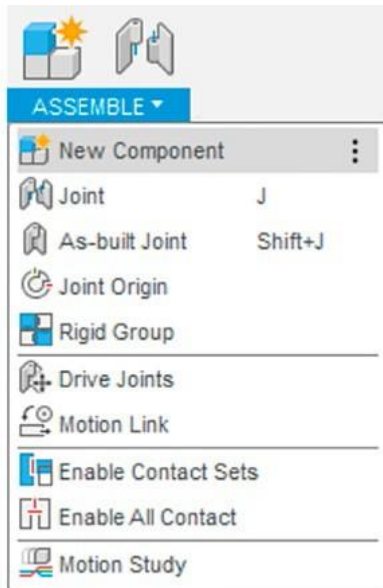 ASSEMBLE
New Component
Joint J
As-built Joint Shift+J
Joint Origin
Rigid Group
Drive Joints
Motion Link
Enable Contact Sets
Enable All Contact
Motion Study